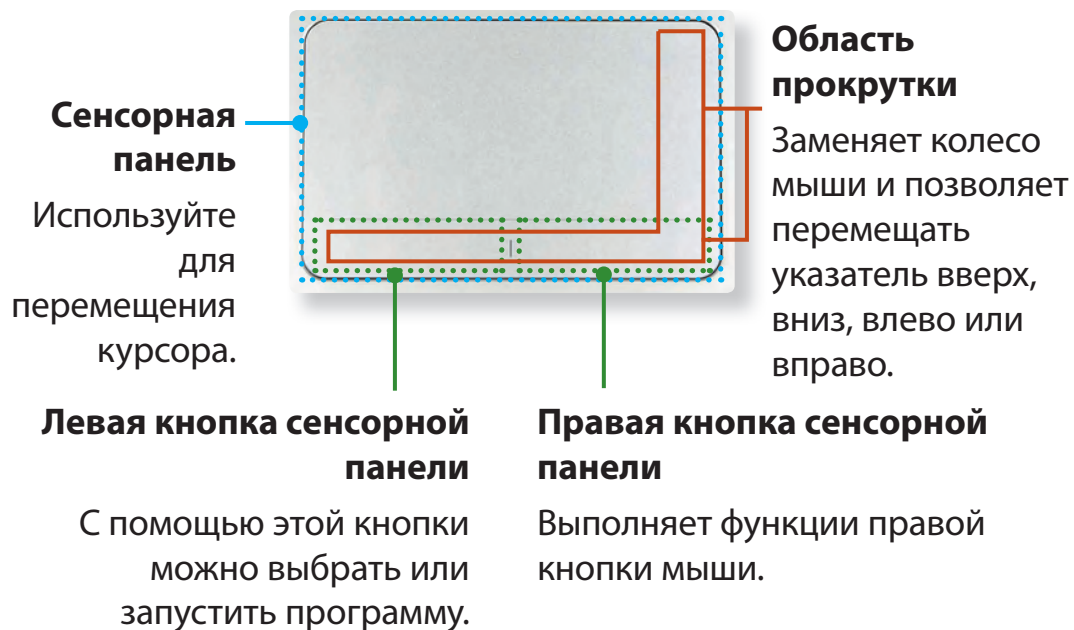 Сенсорная
панель
Используйте
для
перемещения
курсора.
Область
прокрутки
Заменяет колесо
мыши и позволяет
перемещать
указатель вверх,
вниз, влево или
вправо.
Левая кнопка сенсорной
панели
С помощью этой кнопки
можно выбрать или
запустить программу.
Правая кнопка сенсорной
панели
Выполняет функции правой
кнопки мыши.